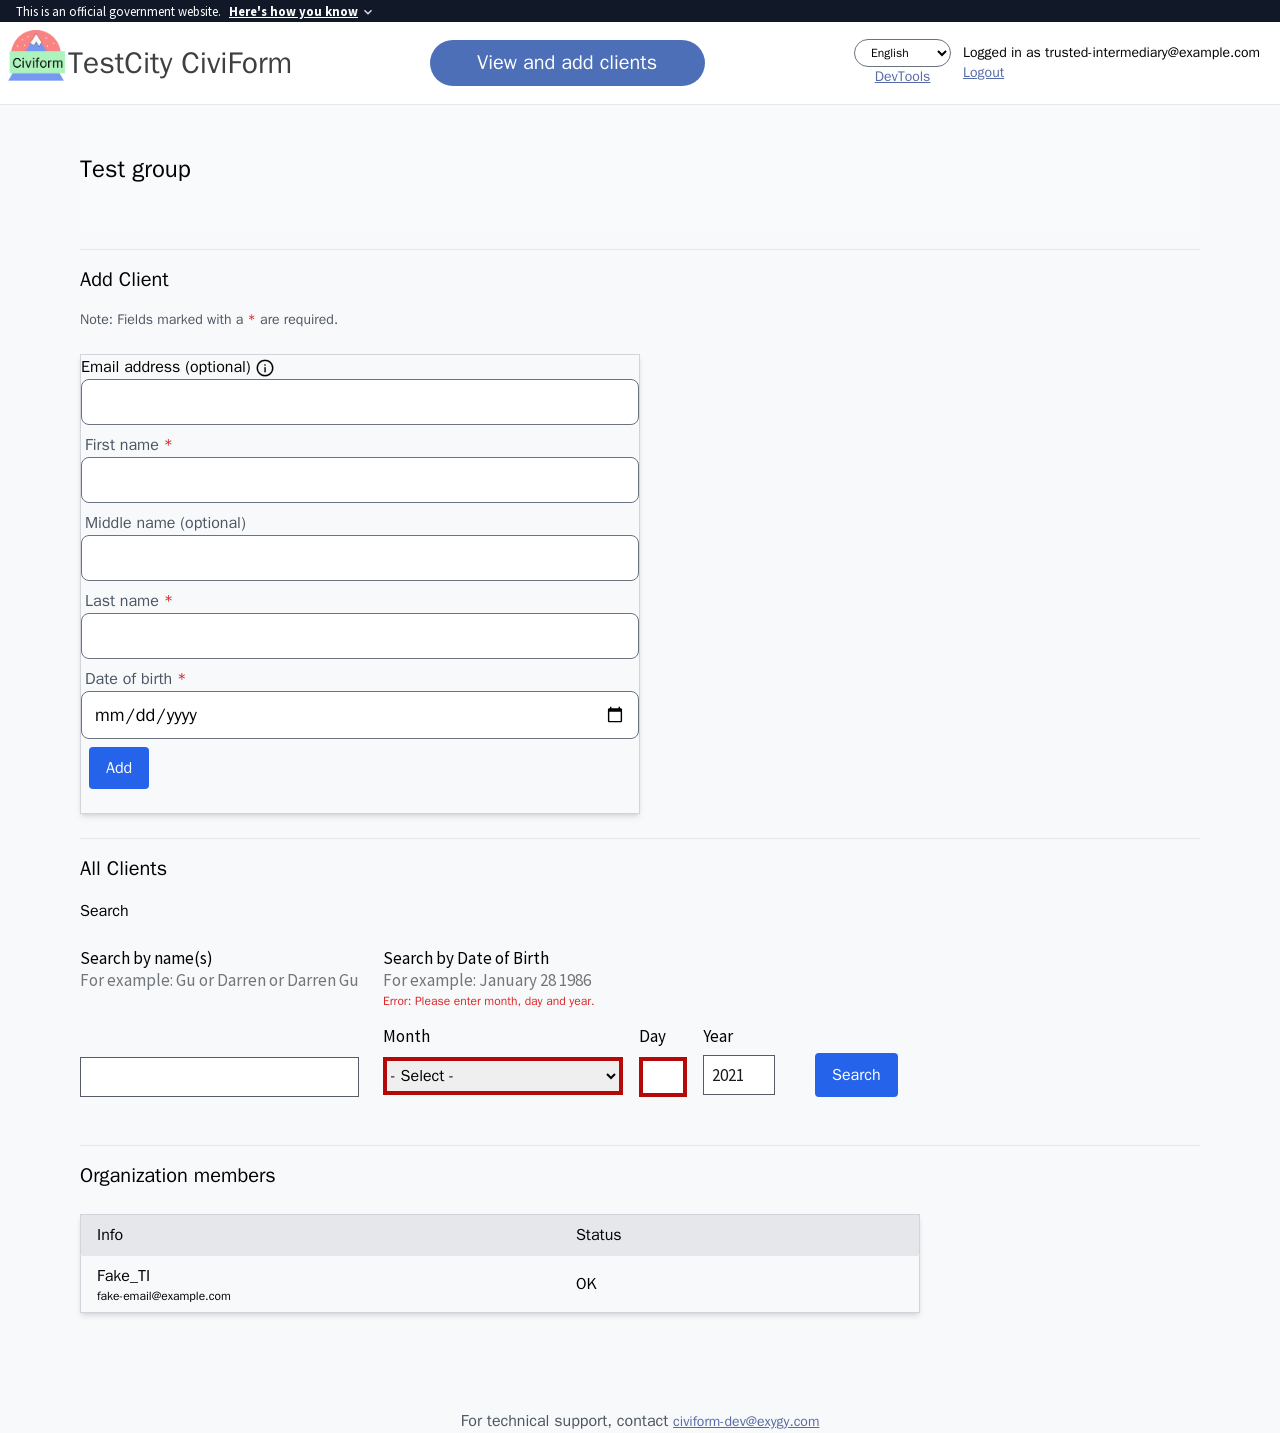 This is an official government website. Here's how you know
Civiform
TestCity CiviForm
View and add clients
English
DevTools
Logged in as trusted-intermediary@example.com
Logout
Test group
Add Client
Note: Fields marked with a * are required.
Email address (optional)
First name *
Middle name (optional)
Last name *
Date of birth *
mm/dd/yyyy
Add
All Clients
Search
Search by name(s)
For example: Gu or Darren or Darren Gu
Search by Date of Birth
For example: January 28 1986
Error: Please enter month, day and year.
Month Day Year
- Select - 2021 Search
Organization members
Info Status
Fake_TI OK
fake-email@example.com
For technical support, contact civiform-dev@exygy.com